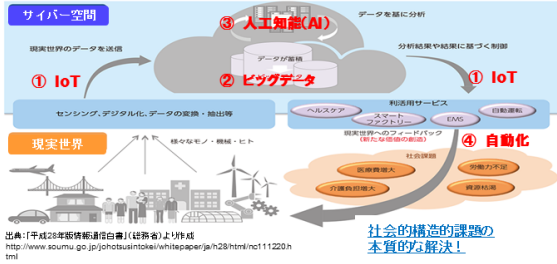 サイバー空間
③ 人工知能(AI)
データを基に分析
現実世界のデータを送信
データが蓄積
分析結果や結果に基づく制御
① IoT
② ビッグデータ
① IoT
センシング、デジタル化、データの変換・抽出等
利活用サービス
ヘルスケア
スマート
ファクトリー
EMS
自動運転
現実世界へのフィードバック
(新たな価値の創造)
④ 自動化
現実世界
様々なモノ・機械・ヒト
社会課題
医療費増大
労働力不足
介護負担増大
資源枯渇
出典:「平成28年版情報通信白書」(総務省)より作成
http://www.soumu.go.jp/johotsusintokei/whitepaper/ja/h28/html/nc111220.h
tml
社会的構造的課題の
本質的な解決!